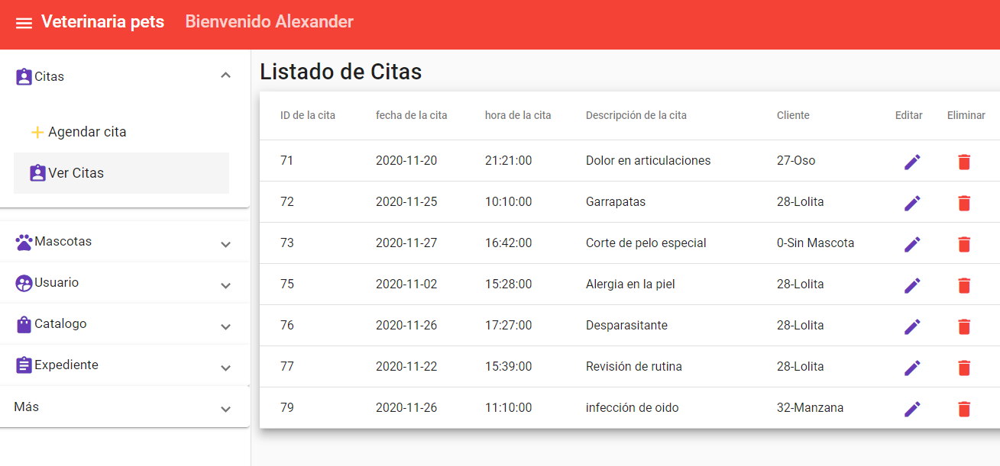 Veterinaria pets Bienvenido Alexander
Citas
Agendar cita
Ver Citas
Mascotas
Usuario
Catalogo
Expediente
Más
Listado de Citas
ID de la cita fecha de la cita hora de la cita Descripción de la cita Cliente Editar Eliminar
71 2020-11-20 21:21:00 Dolor en articulaciones 27-Oso
72 2020-11-25 10:10:00 Garrapatas 28-Lolita
73 2020-11-27 16:42:00 Corte de pelo especial 0-Sin Mascota
75 2020-11-02 15:28:00 Alergia en la piel 28-Lolita
76 2020-11-26 17:27:00 Desparasitante 28-Lolita
77 2020-11-22 15:39:00 Revisión de rutina 28-Lolita
79 2020-11-26 11:10:00 infección de oido 32-Manzana